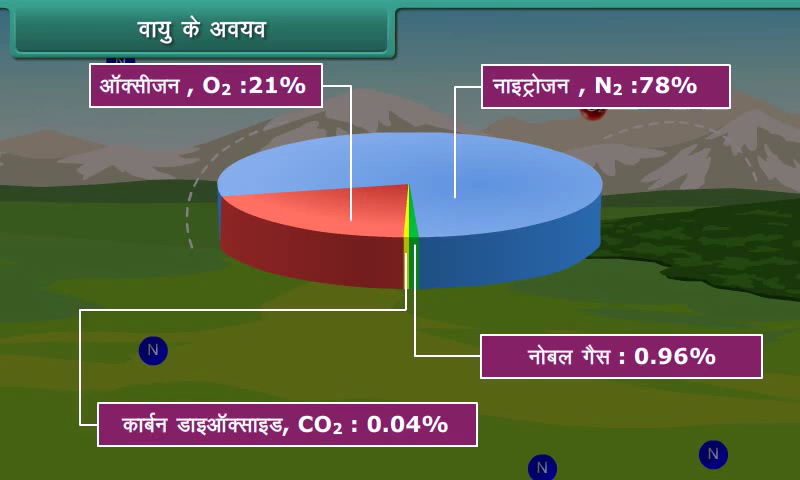 वायु के अवयव
ऑक्सीजन , O₂ :21%
नाइट्रोजन , N₂ :78%
N
नोबल गैस : 0.96%
कार्बन डाइऑक्साइड, CO₂ : 0.04%
N
N